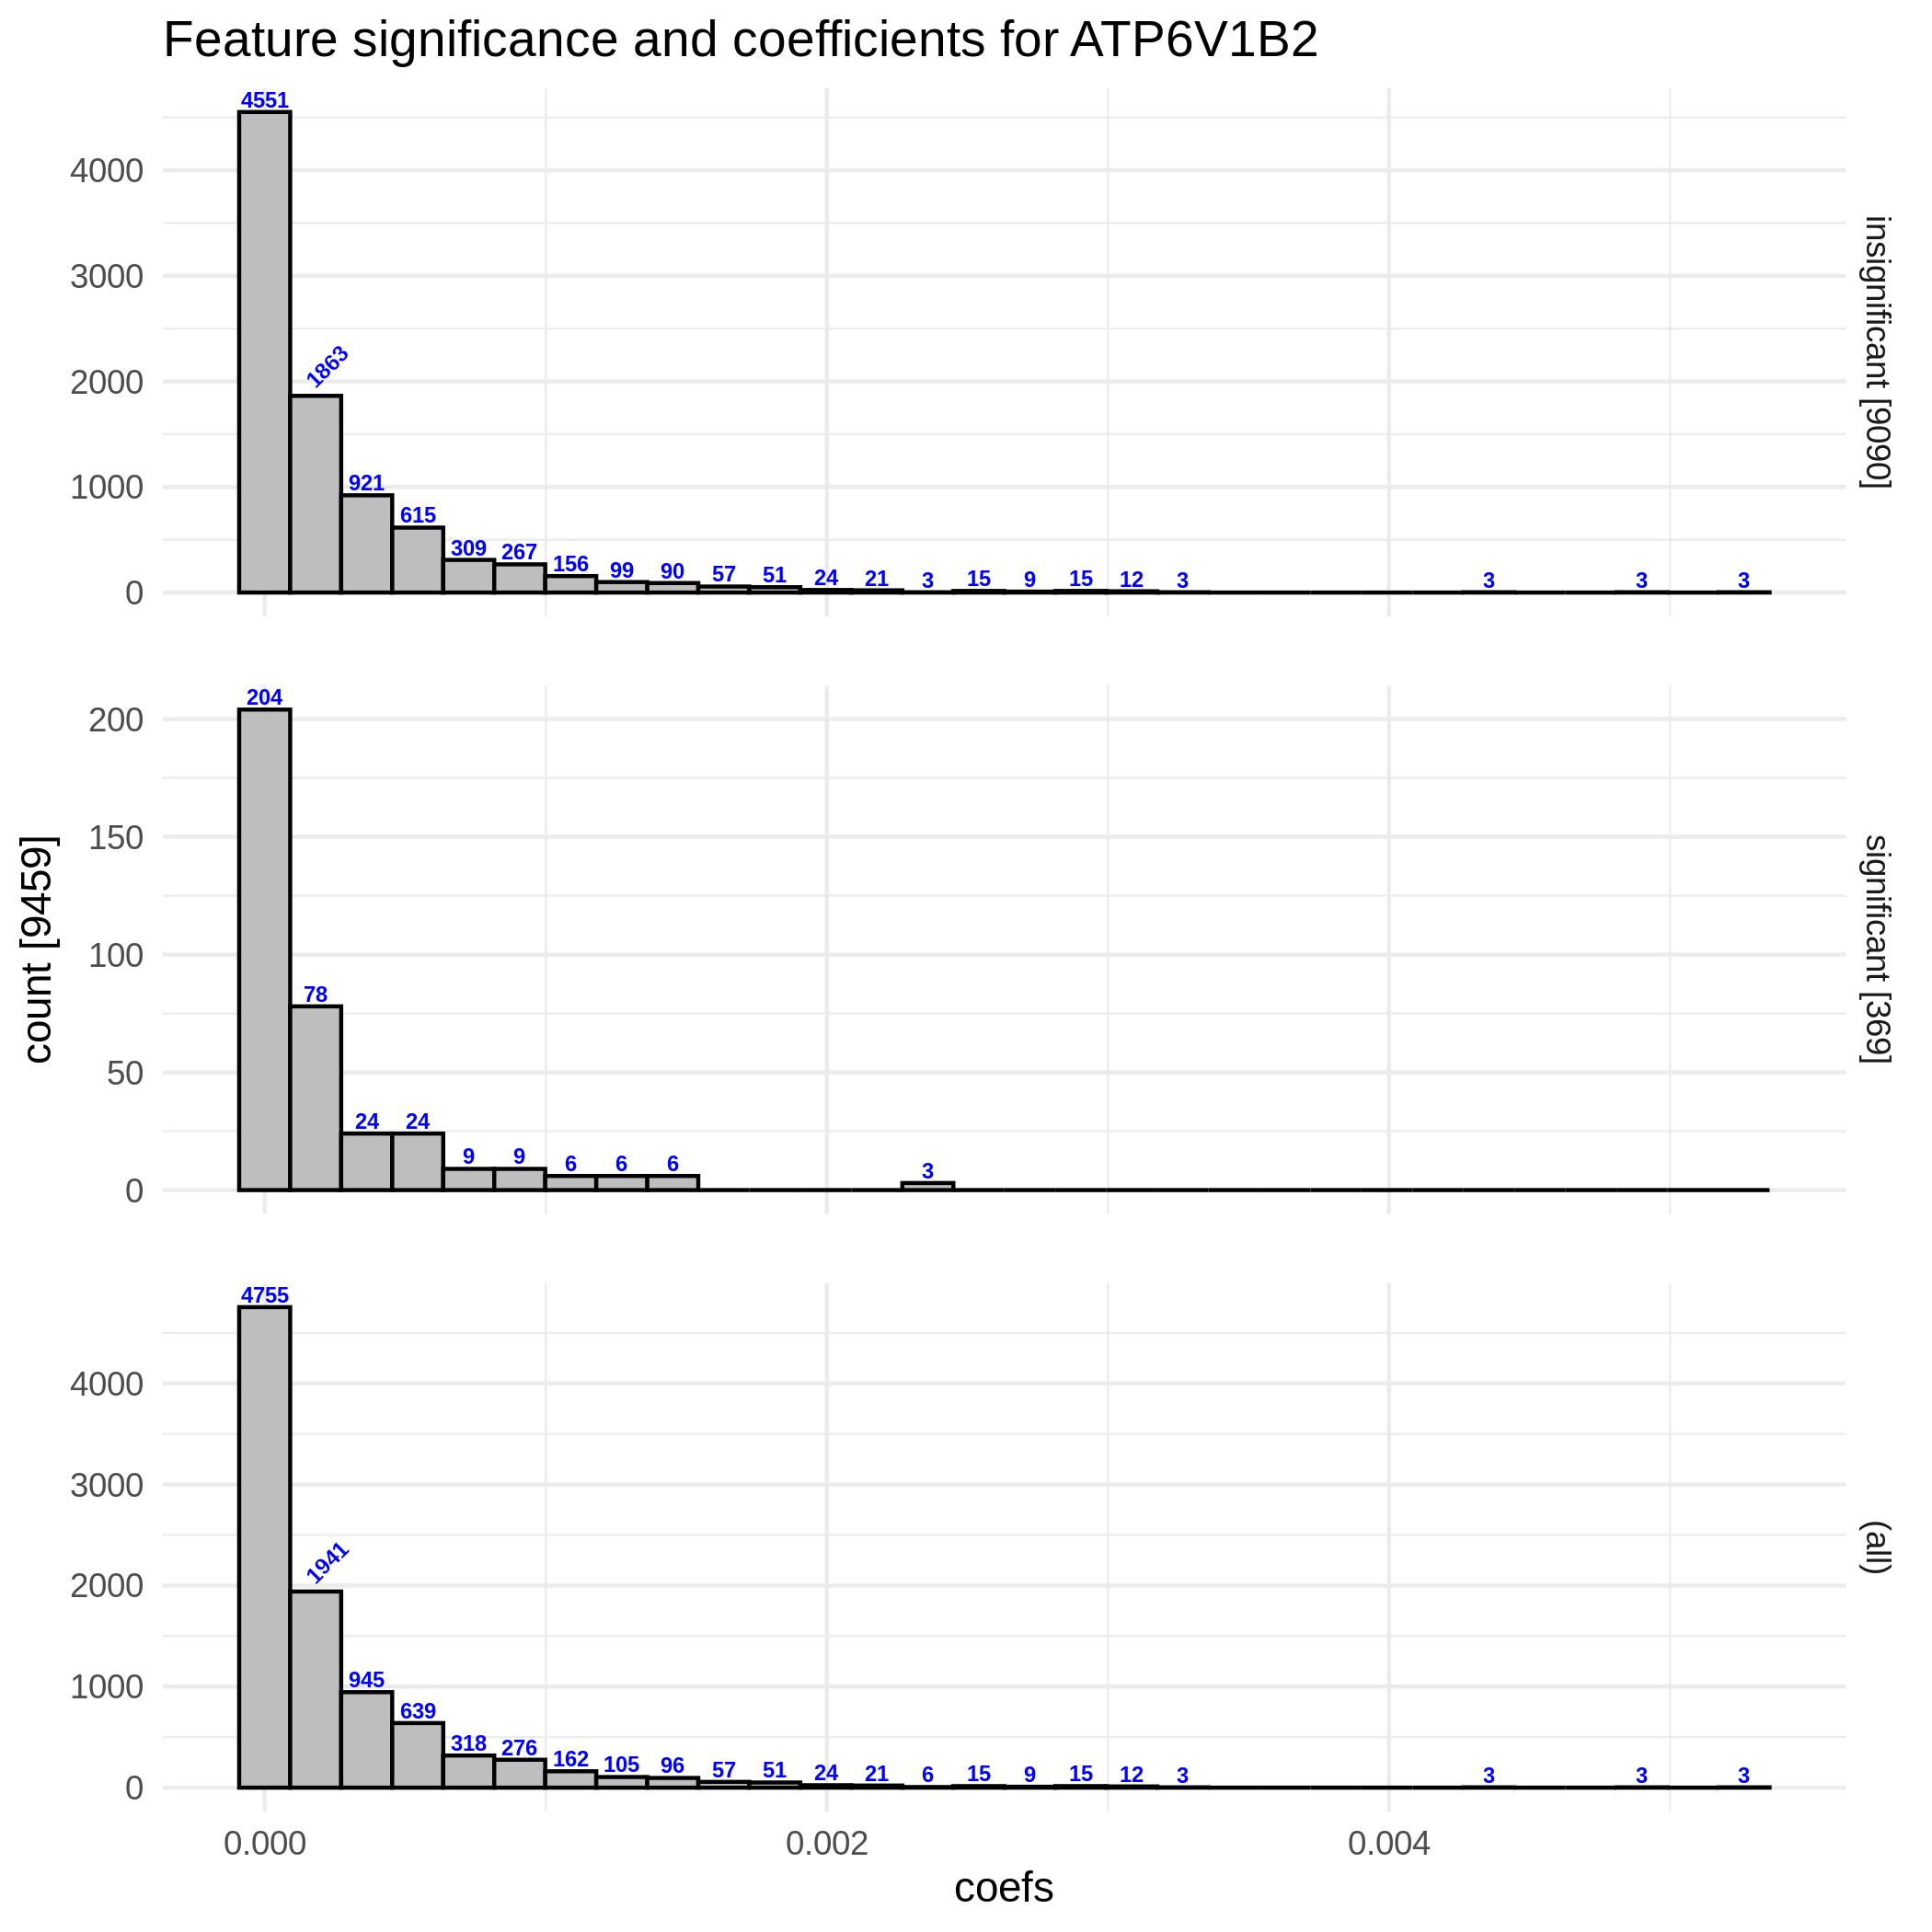 Feature significance and coefficients for ATP6V1B2
count [9459]
4551
1863
921
615
309 267 156 99 90 57 51 24 21 3 15 9 15 12 3 3 3 3
4000
3000
2000
1000
0
insignificant [9090]
204
78
24 24 9 9 6 6 6 3
200
150
100
50
0
significant [369]
4755
1941
945
639
318 276 162 105 96 57 51 24 21 6 15 9 15 12 3 3 3 3
4000
3000
2000
1000
0
(all)
0.000 0.002 0.004
coefs